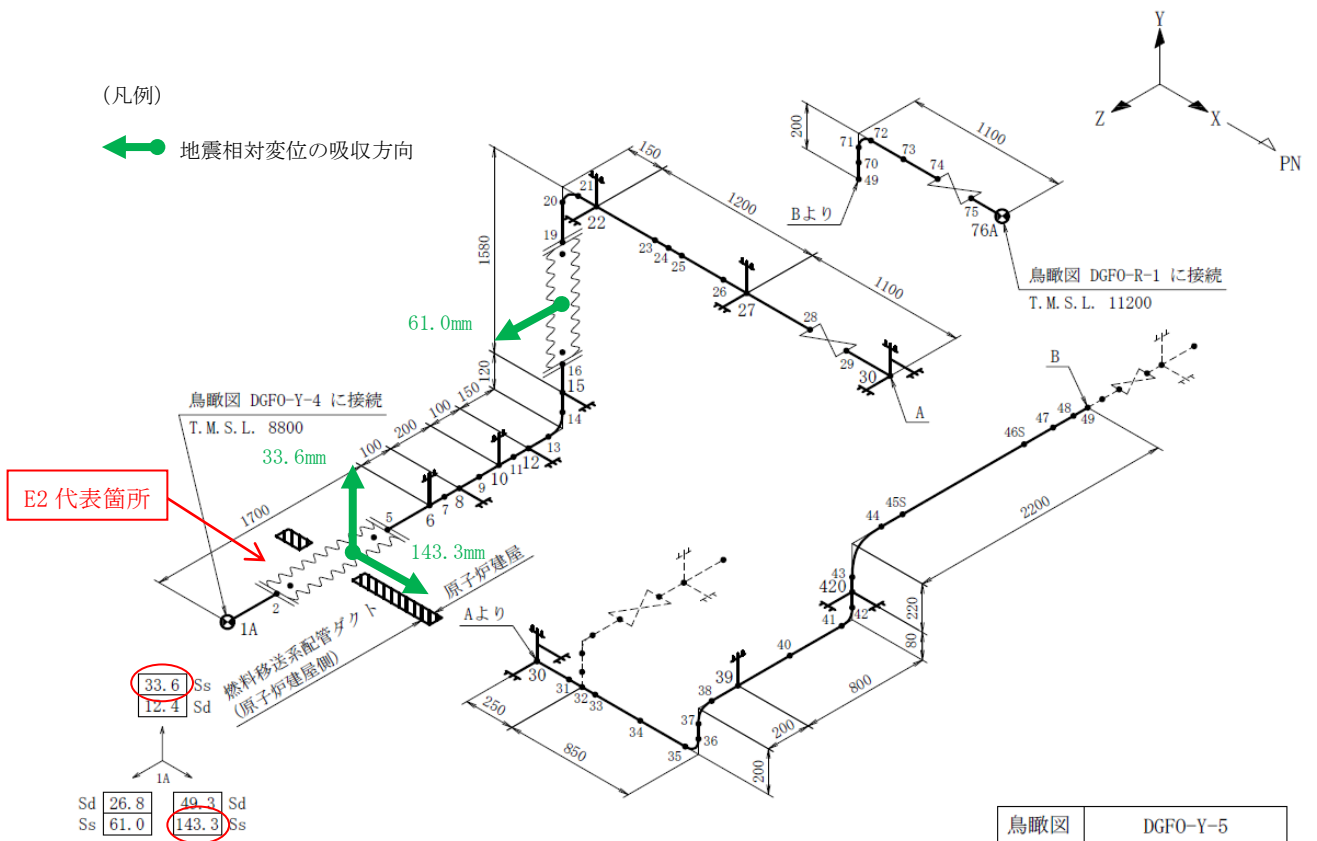 (凡例)
地震相対変位の吸収方向
Y
Z
X
PN
200
1100
71
72
70
73
74
49
75
76A
Bより
鳥瞰図 DGFO-R-1 に接続
T.M.S.L. 11200
150
1200
1100
20
21
22
19
23
24
25
26
27
28
29
30
A
1580
61.0mm
120
16
15
14
13
150
100
200
100
鳥瞰図 DGFO-Y-4 に接続
T.M.S.L. 8800
33.6mm
12
11
10
9
8
7
6
5
E2 代表箇所
1700
143.3mm
2
1A
原子炉建屋
燃料移送系配管ダクト
(原子炉建屋側)
33.6 Ss
12.4 Sd
1A
Sd 26.8
Ss 61.0
49.3 Sd
143.3 Ss
Aより
30
31
32
33
34
35
36
37
38
39
40
41
42
420
43
44
45S
46S
47
48
49
B
250
850
200
200
800
80
220
2200
鳥瞰図 DGFO-Y-5